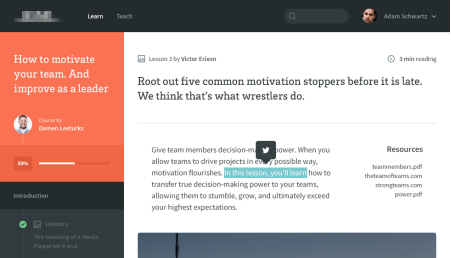 Learn
Teach
Adam Schwartz
How to motivate
your team. And
improve as a leader
Course by
Damen Leeturks
50%
Introduction
LESSON 1
The meaning of a Meals.
Please let it end.
Lesson 3 by Victor Erixon
3 min reading
Root out five common motivation stoppers before it is late.
We think that's what wrestlers do.
Give team members decision-ma power. When you
allow teams to drive projects in every possible way,
motivation flourishes. In this lesson, you'll learn how to
transfer true decision-making power to your teams,
allowing them to stumble, grow, and ultimately exceed
your highest expectations.
Resources
teammembers.pdf
theteamofteams.com
strongteams.com
power.pdf